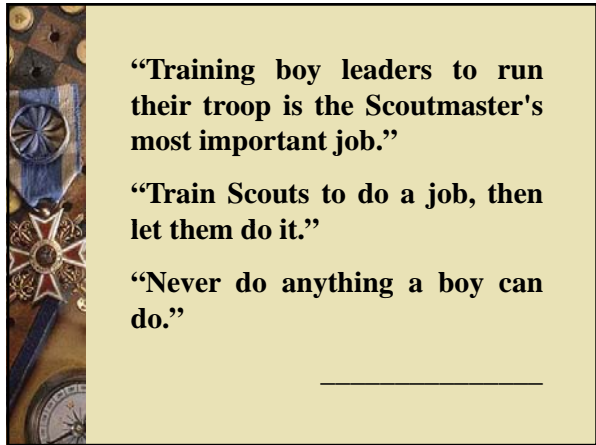 “Training boy leaders to run
their troop is the Scoutmaster's
most important job.”
“Train Scouts to do a job, then
let them do it.”
“Never do anything a boy can
do.”
_______________